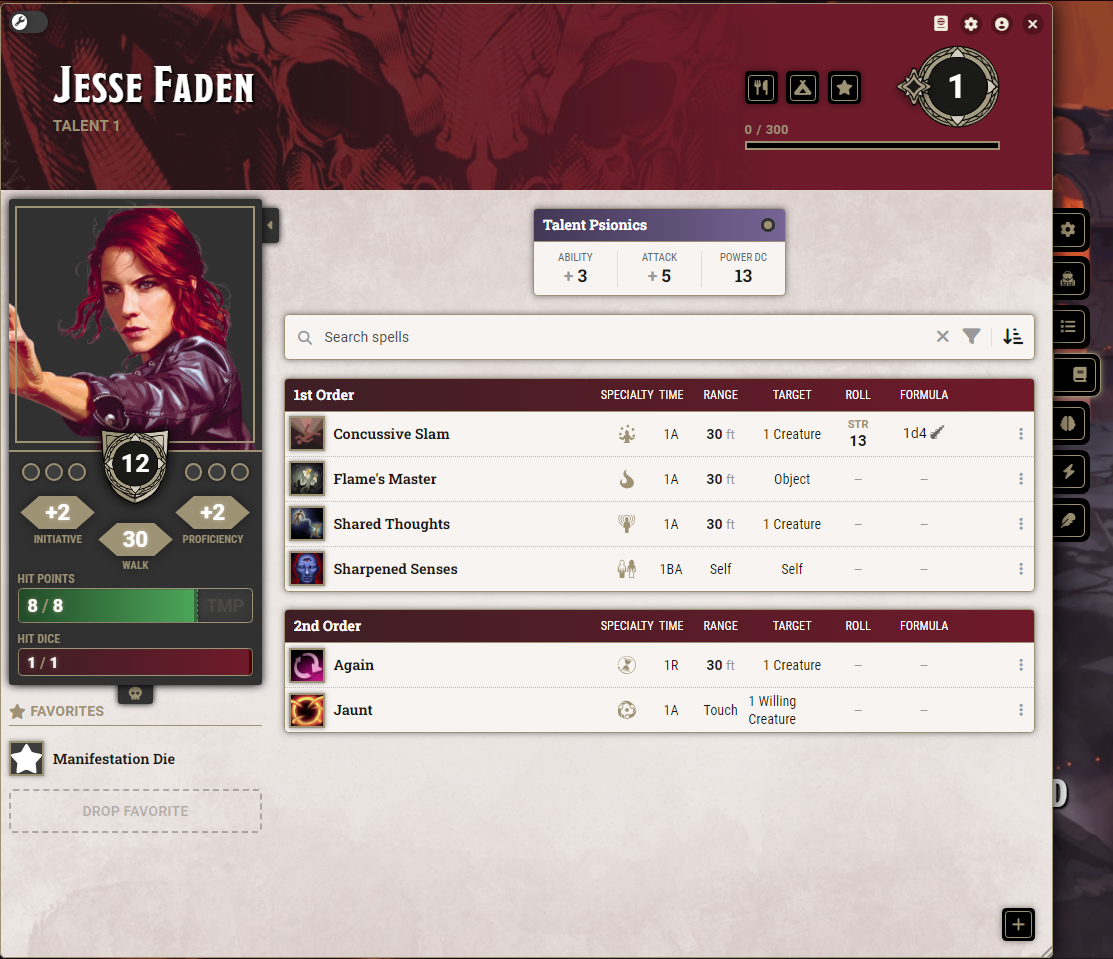 JESSE FADEN
TALENT 1
1
0 / 300
12
+2
INITIATIVE
30
WALK
+2
PROFICIENCY
HIT POINTS
8 / 8 TMP
HIT DICE
1 / 1
FAVORITES
Manifestation Die
DROP FAVORITE
Talent Psionics
ABILITY ATTACK POWER DC
+ 3 + 5 13
Search spells
1st Order SPECIALTY TIME RANGE TARGET ROLL FORMULA
Concussive Slam 1A 30 ft 1 Creature STR 13 1d4
Flame's Master 1A 30 ft Object – –
Shared Thoughts 1A 30 ft 1 Creature – –
Sharpened Senses 1BA Self Self – –
2nd Order SPECIALTY TIME RANGE TARGET ROLL FORMULA
Again 1R 30 ft 1 Creature – –
Jaunt 1A Touch 1 Willing Creature – –